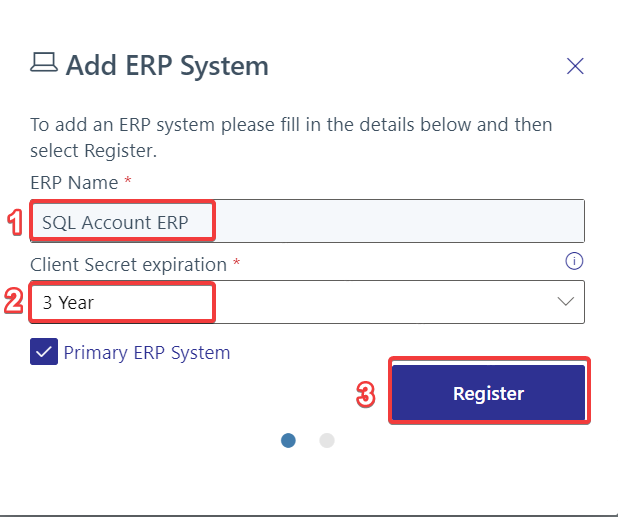 Add ERP System
To add an ERP system please fill in the details below and then
select Register.
ERP Name *
1 SQL Account ERP
Client Secret expiration *
2 3 Year
Primary ERP System
3 Register